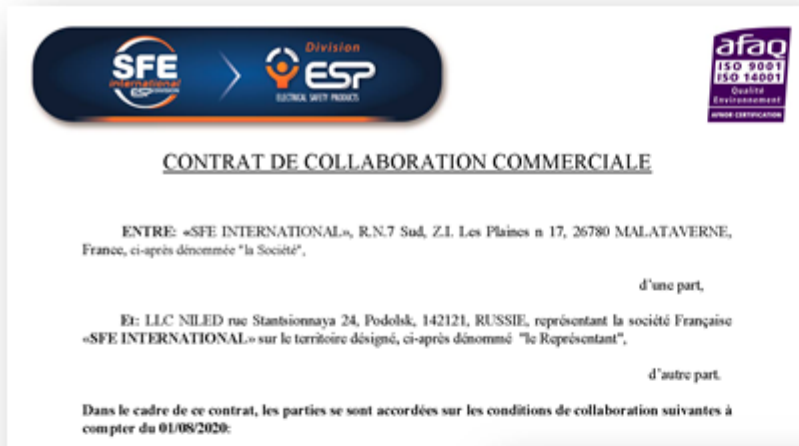 SFE
international
ESP DIVISION
Division
ESP
ELECTRICAL SAFETY PRODUCTS
afaq
ISO 9001
ISO 14001
Qualité
Environnement
AFNOR CERTIFICATION
CONTRAT DE COLLABORATION COMMERCIALE
ENTRE: «SFE INTERNATIONAL», R.N.7 Sud, Z.I. Les Plaines n 17, 26780 MALATAVERNE,
France, ci-après dénommée "la Société",
d'une part,
Et: LLC NILED rue Stantsionnaya 24, Podolsk, 142121, RUSSIE, représentant la société Française
«SFE INTERNATIONAL» sur le territoire désigné, ci-après dénommé "le Représentant",
d'autre part.
Dans le cadre de ce contrat, les parties se sont accordées sur les conditions de collaboration suivantes à
compter du 01/08/2020: